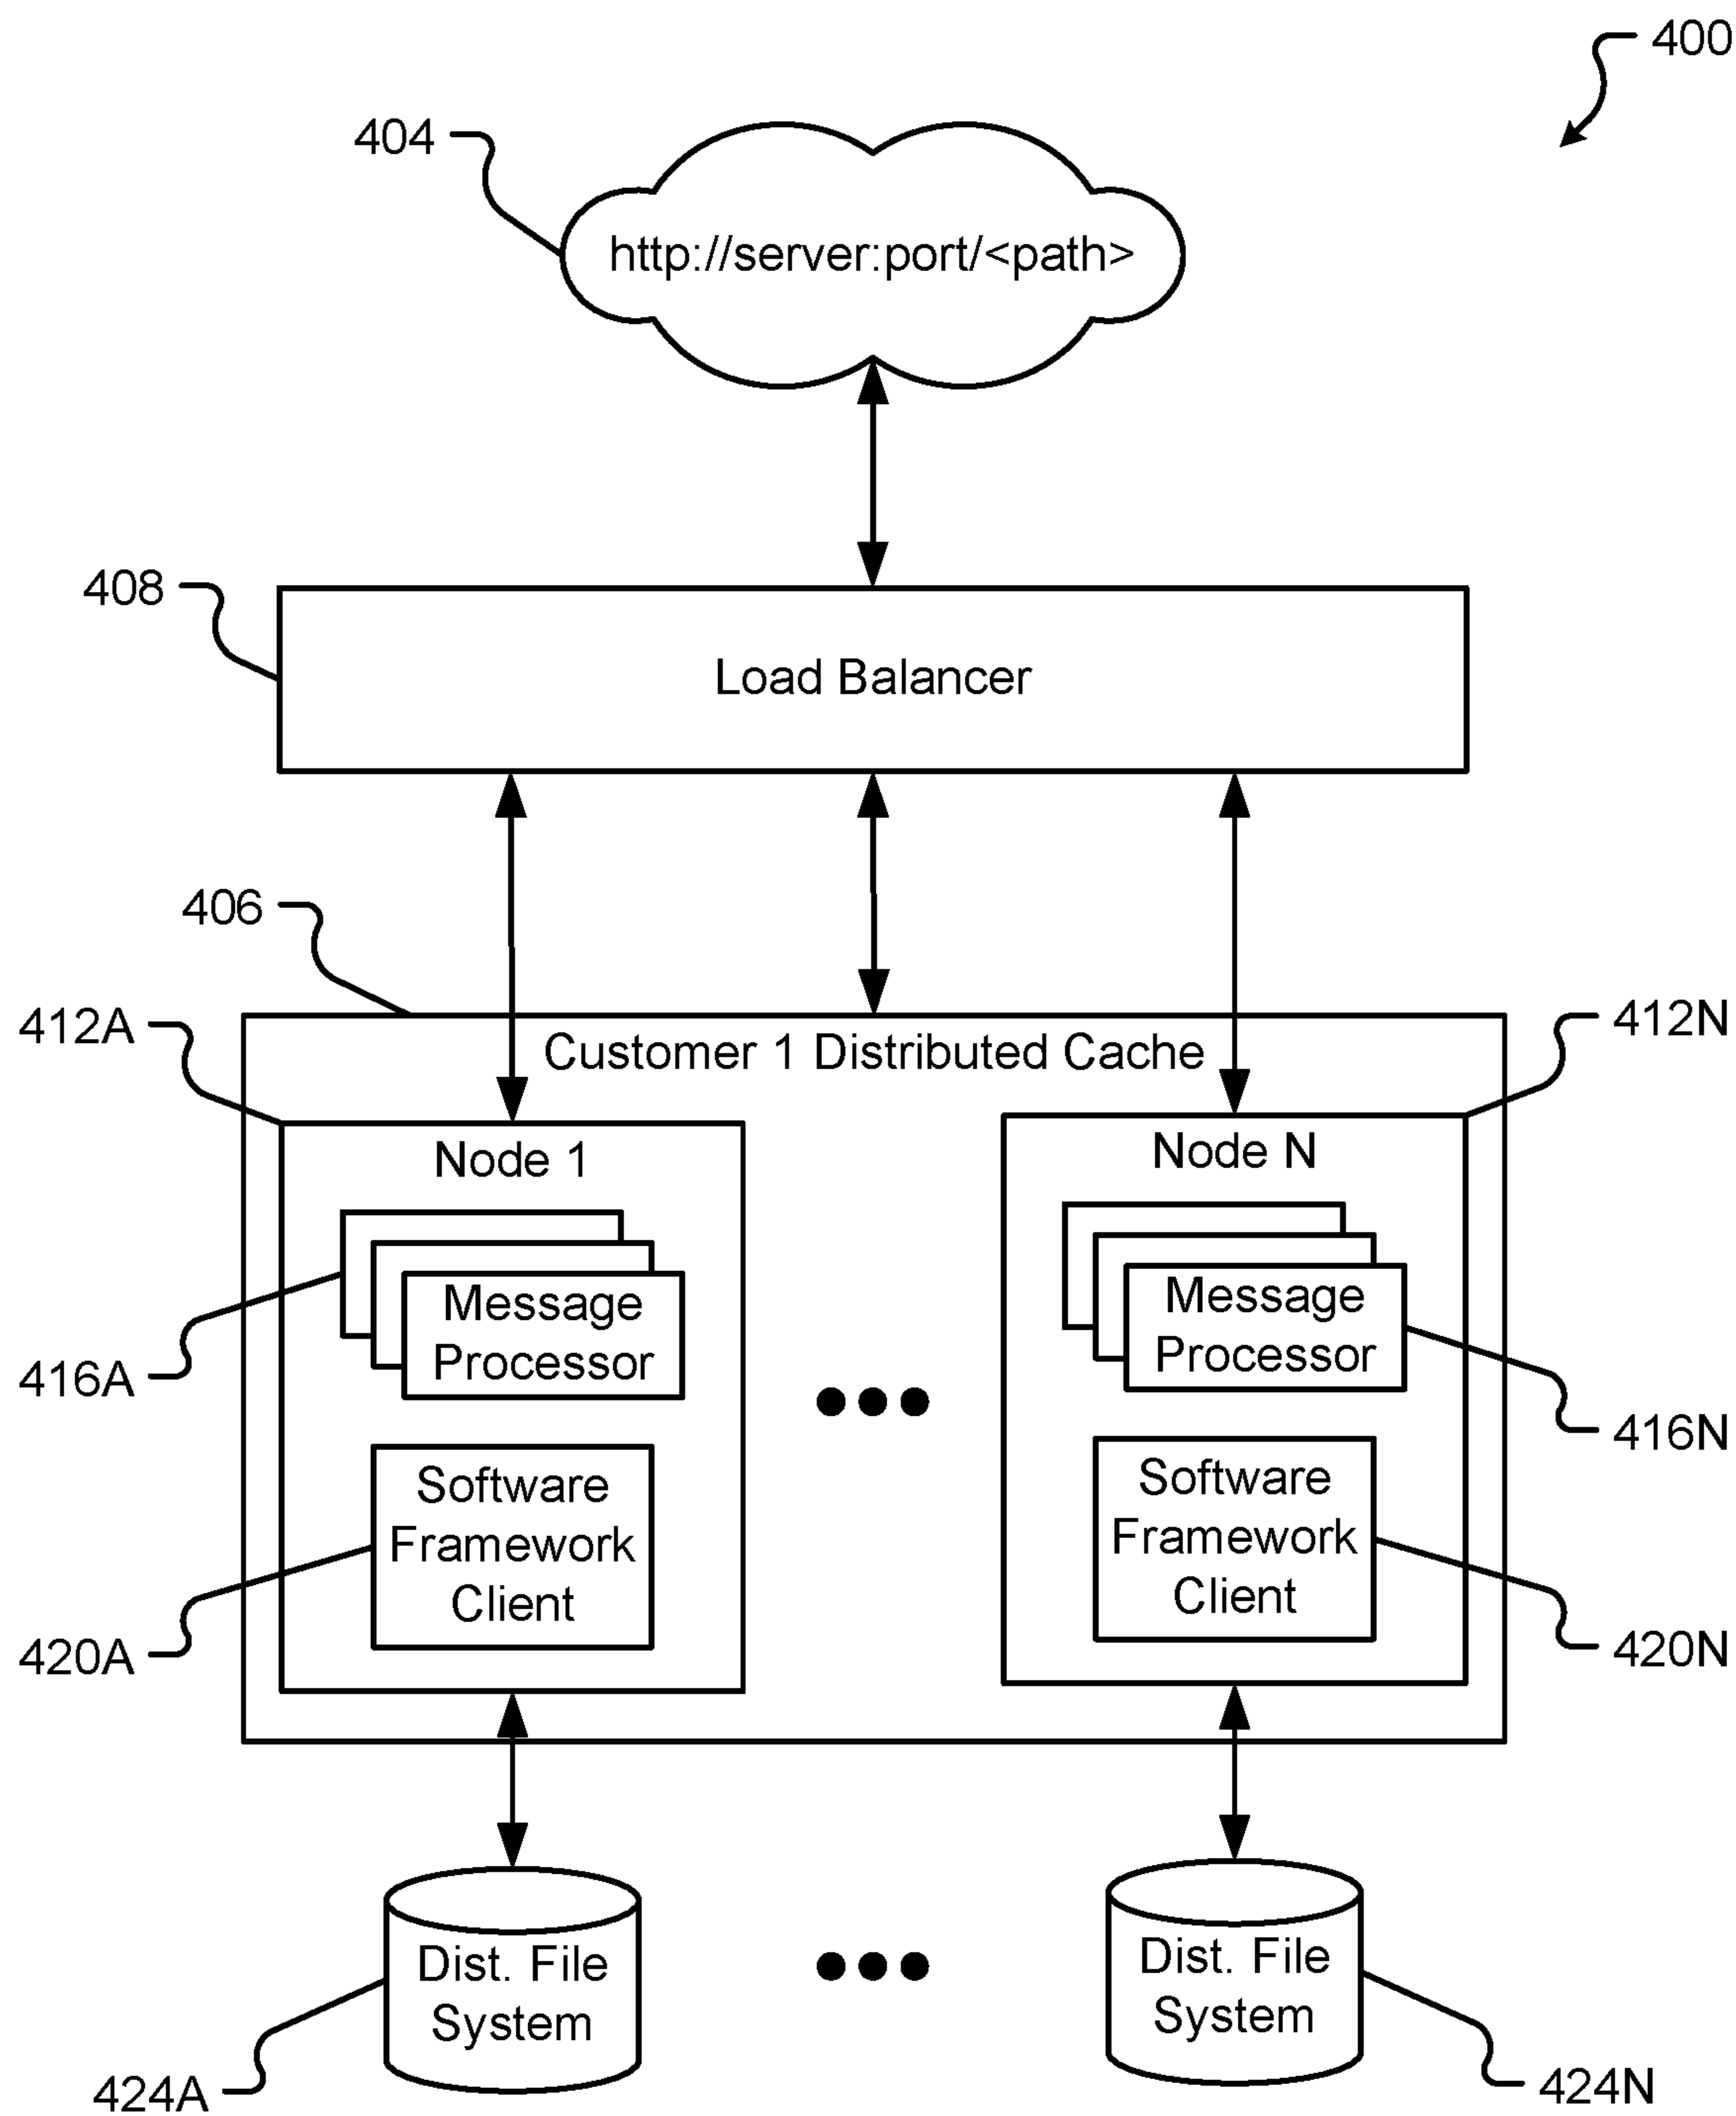 400
404
http://server:port/<path>
408
Load Balancer
406
412A
412N
Customer 1 Distributed Cache
Node 1
Node N
Message
Processor
Message
Processor
416A
416N
Software
Framework
Client
Software
Framework
Client
420A
420N
Dist. File
System
Dist. File
System
424A
424N